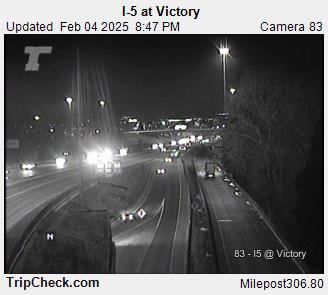 I-5 at Victory
Updated  Feb 04 2025  8:47 PM
Camera 83
T
N
83 - I5 @ Victory
TripCheck.com
Milepost306.80